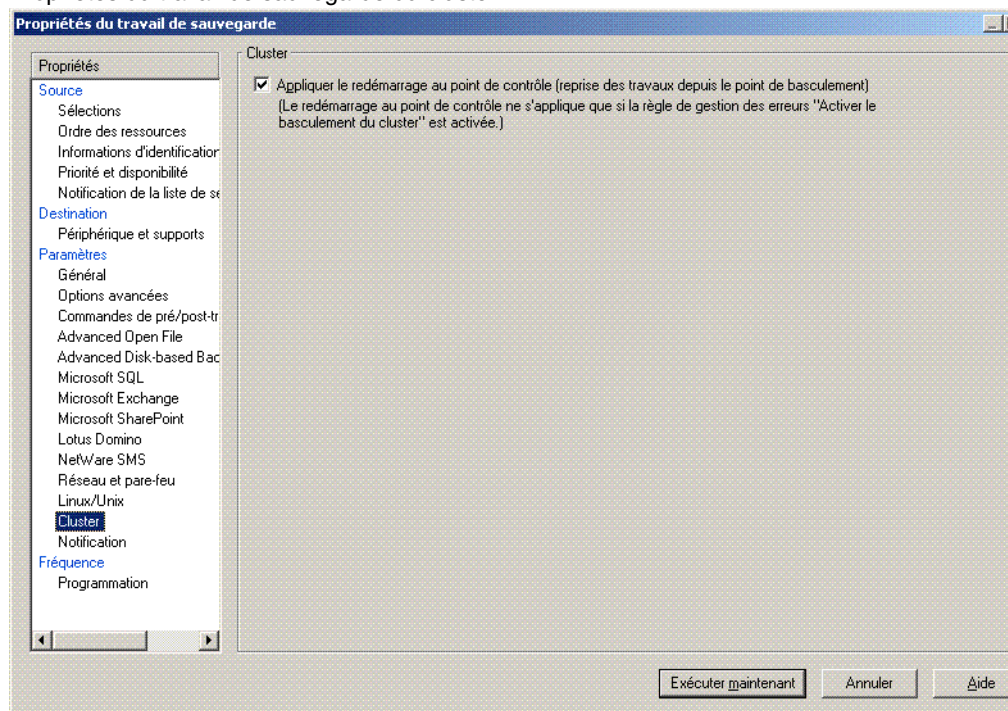 Propriétés du travail de sauvegarde
Propriétés
Source
Sélections
Ordre des ressources
Informations d'identification
Priorité et disponibilité
Notification de la liste de sé
Destination
Périphérique et supports
Paramètres
Général
Options avancées
Commandes de pré/post-tr
Advanced Open File
Advanced Disk-based Bac
Microsoft SQL
Microsoft Exchange
Microsoft SharePoint
Lotus Domino
NetWare SMS
Réseau et pare-feu
Linux/Unix
Cluster
Notification
Fréquence
Programmation
Cluster
Appliquer le redémarrage au point de contrôle (reprise des travaux depuis le point de basculement)
(Le redémarrage au point de contrôle ne s'applique que si la règle de gestion des erreurs "Activer le
basculement du cluster" est activée.)
Exécuter maintenant
Annuler
Aide